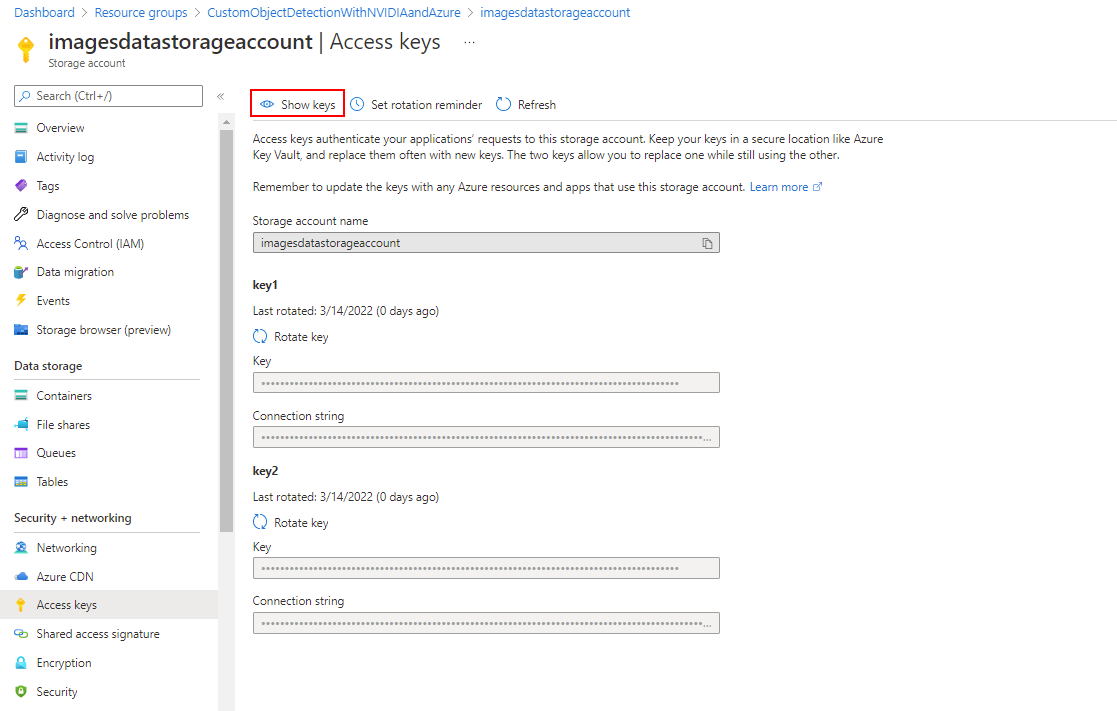 Dashboard > Resource groups > CustomObjectDetectionWithNVIDIAandAzure > imagesdatastorageaccount
imagesdatastorageaccount | Access keys ...
Storage account
Search (Ctrl+/)
«
Overview
Activity log
Tags
Diagnose and solve problems
Access Control (IAM)
Data migration
Events
Storage browser (preview)
Data storage
Containers
File shares
Queues
Tables
Security + networking
Networking
Azure CDN
Access keys
Shared access signature
Encryption
Security
Show keys Set rotation reminder Refresh
Access keys authenticate your applications' requests to this storage account. Keep your keys in a secure location like Azure
Key Vault, and replace them often with new keys. The two keys allow you to replace one while still using the other.
Remember to update the keys with any Azure resources and apps that use this storage account. Learn more
Storage account name
imagesdatastorageaccount
key1
Last rotated: 3/14/2022 (0 days ago)
Rotate key
Key
Connection string
key2
Last rotated: 3/14/2022 (0 days ago)
Rotate key
Key
Connection string